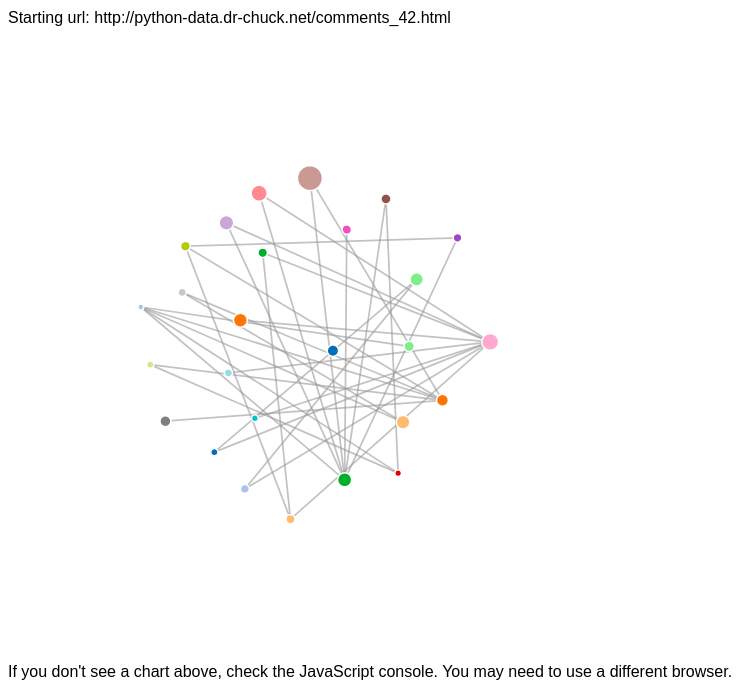 Starting url: http://python-data.dr-chuck.net/comments_42.html
If you don't see a chart above, check the JavaScript console. You may need to use a different browser.